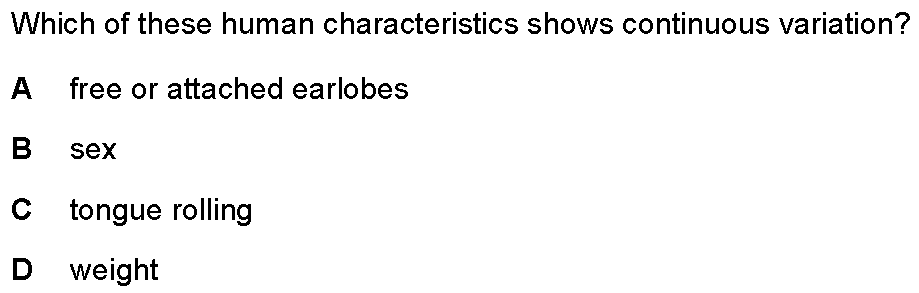 Which of these human characteristics shows continuous variation?
A free or attached earlobes
B sex
C tongue rolling
D weight